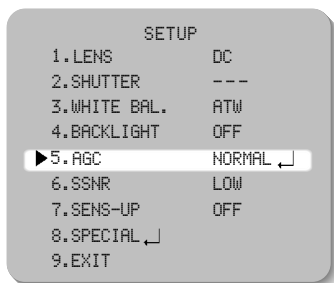 SETUP
1.LENS DC
2.SHUTTER ---
3.WHITE BAL. ATW
4.BACKLIGHT OFF
▶5.AGC NORMAL ↵
6.SSNR LOW
7.SENS-UP OFF
8.SPECIAL ↵
9.EXIT